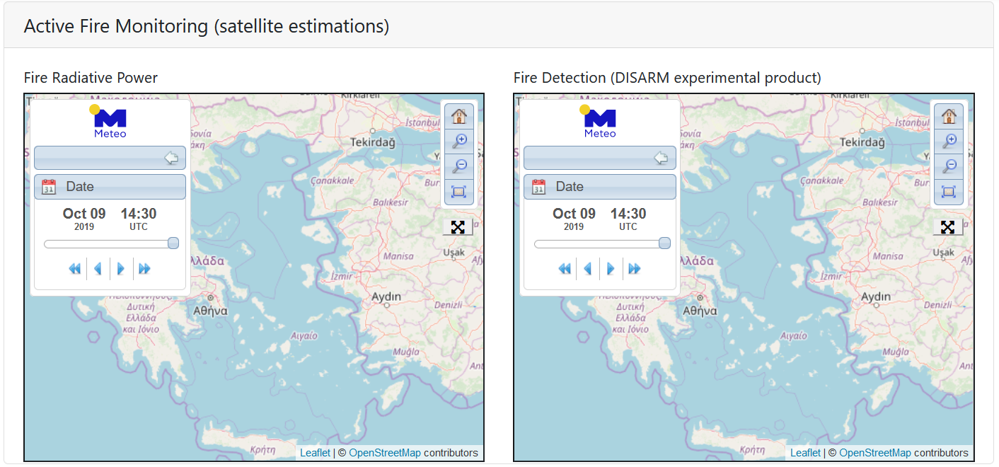 Active Fire Monitoring (satellite estimations)
Fire Radiative Power
Kırklareli
İstanbul
Tekirdağ
Meteo
Çanakkale
Date
31
Balıkesir
Oct 09 14:30
2019 UTC
Uşak
Manisa
İzmir
Aydın
Denizli
Αθήνα
Δυτική
Ελλάδα
και Ιόνιο
Αιγαίο
Muğla
Κρήτη
Leaflet | © OpenStreetMap contributors
Fire Detection (DISARM experimental product)
Kırklareli
İstanbul
Tekirdağ
Meteo
Çanakkale
Date
31
Balıkesir
Oct 09 14:30
2019 UTC
Uşak
Manisa
İzmir
Aydın
Denizli
Αθήνα
Δυτική
Ελλάδα
και Ιόνιο
Αιγαίο
Muğla
Κρήτη
Leaflet | © OpenStreetMap contributors